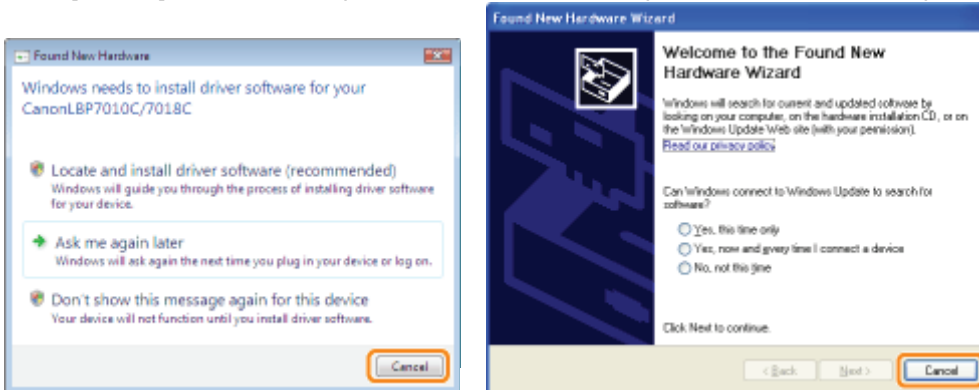 Found New Hardware
Windows needs to install driver software for your
CanonLBP7010C/7018C
Locate and install driver software (recommended)
Windows will guide you through the process of installing driver software
for your device.
Ask me again later
Windows will ask again the next time you plug in your device or log on.
Don't show this message again for this device
Your device will not function until you install driver software.
Cancel
Found New Hardware Wizard
Welcome to the Found New
Hardware Wizard
Windows will search for current and updated software by
looking on your computer, on the hardware installation CD, or on
the Windows Update Web site (with your permission).
Read our privacy policy
Can Windows connect to Windows Update to search for
software?
Yes, this time only
Yes, now and every time I connect a device
No, not this time
Click Next to continue.
< Back
Next >
Cancel